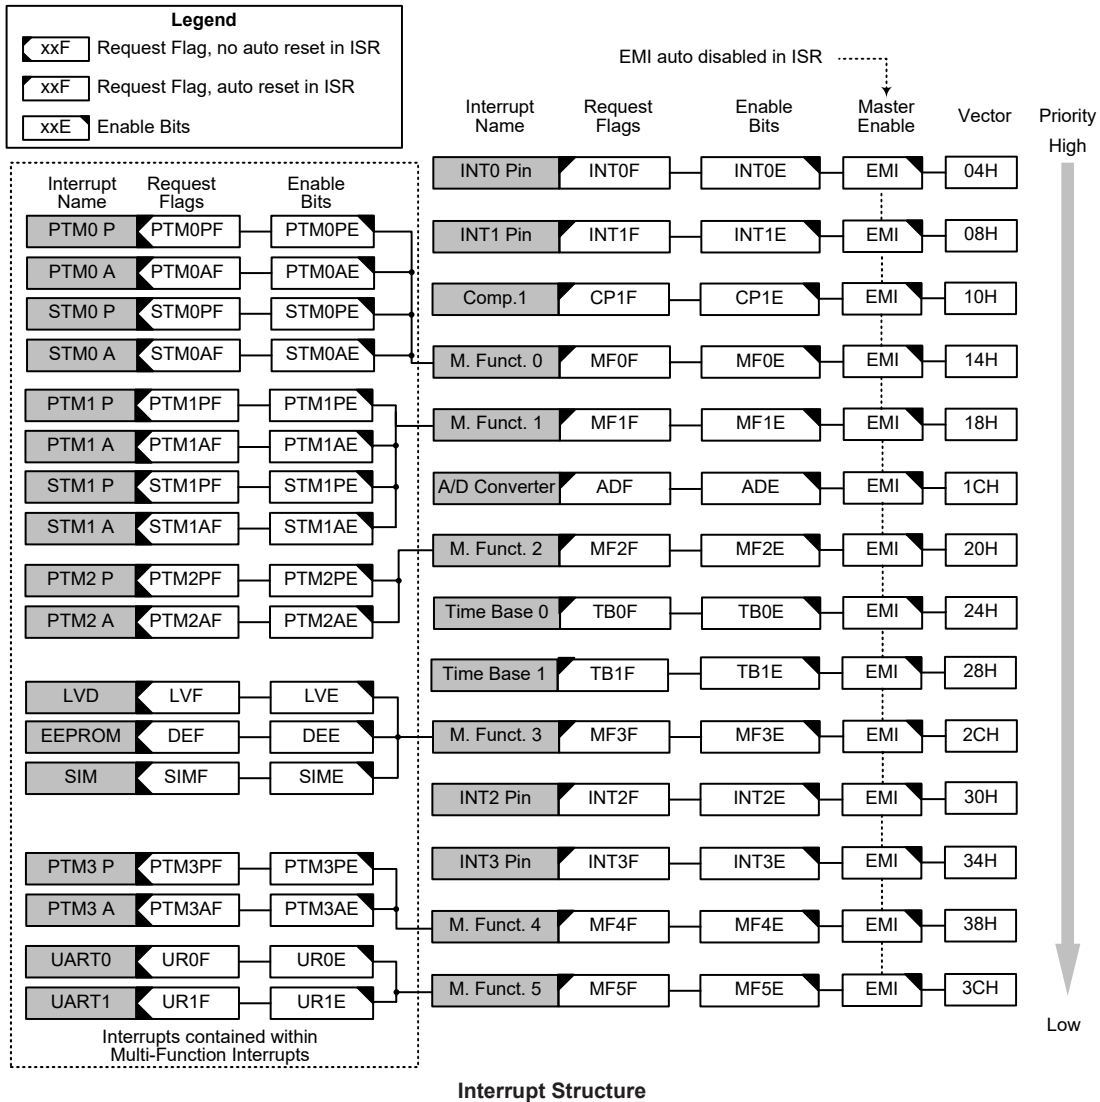 Legend
xxF Request Flag, no auto reset in ISR
xxF Request Flag, auto reset in ISR
xxE Enable Bits
EMI auto disabled in ISR
Interrupt Name Request Flags Enable Bits Master Enable Vector Priority
High
INT0 Pin INT0F INT0E EMI 04H
INT1 Pin INT1F INT1E EMI 08H
Comp.1 CP1F CP1E EMI 10H
M. Funct. 0 MF0F MF0E EMI 14H
M. Funct. 1 MF1F MF1E EMI 18H
A/D Converter ADF ADE EMI 1CH
M. Funct. 2 MF2F MF2E EMI 20H
Time Base 0 TB0F TB0E EMI 24H
Time Base 1 TB1F TB1E EMI 28H
M. Funct. 3 MF3F MF3E EMI 2CH
INT2 Pin INT2F INT2E EMI 30H
INT3 Pin INT3F INT3E EMI 34H
M. Funct. 4 MF4F MF4E EMI 38H
M. Funct. 5 MF5F MF5E EMI 3CH
Low
Interrupt Name Request Flags Enable Bits
PTM0 P PTM0PF PTM0PE
PTM0 A PTM0AF PTM0AE
STM0 P STM0PF STM0PE
STM0 A STM0AF STM0AE
PTM1 P PTM1PF PTM1PE
PTM1 A PTM1AF PTM1AE
STM1 P STM1PF STM1PE
STM1 A STM1AF STM1AE
PTM2 P PTM2PF PTM2PE
PTM2 A PTM2AF PTM2AE
LVD LVF LVE
EEPROM DEF DEE
SIM SIMF SIME
PTM3 P PTM3PF PTM3PE
PTM3 A PTM3AF PTM3AE
UART0 UR0F UR0E
UART1 UR1F UR1E
Interrupts contained within
Multi-Function Interrupts
Interrupt Structure